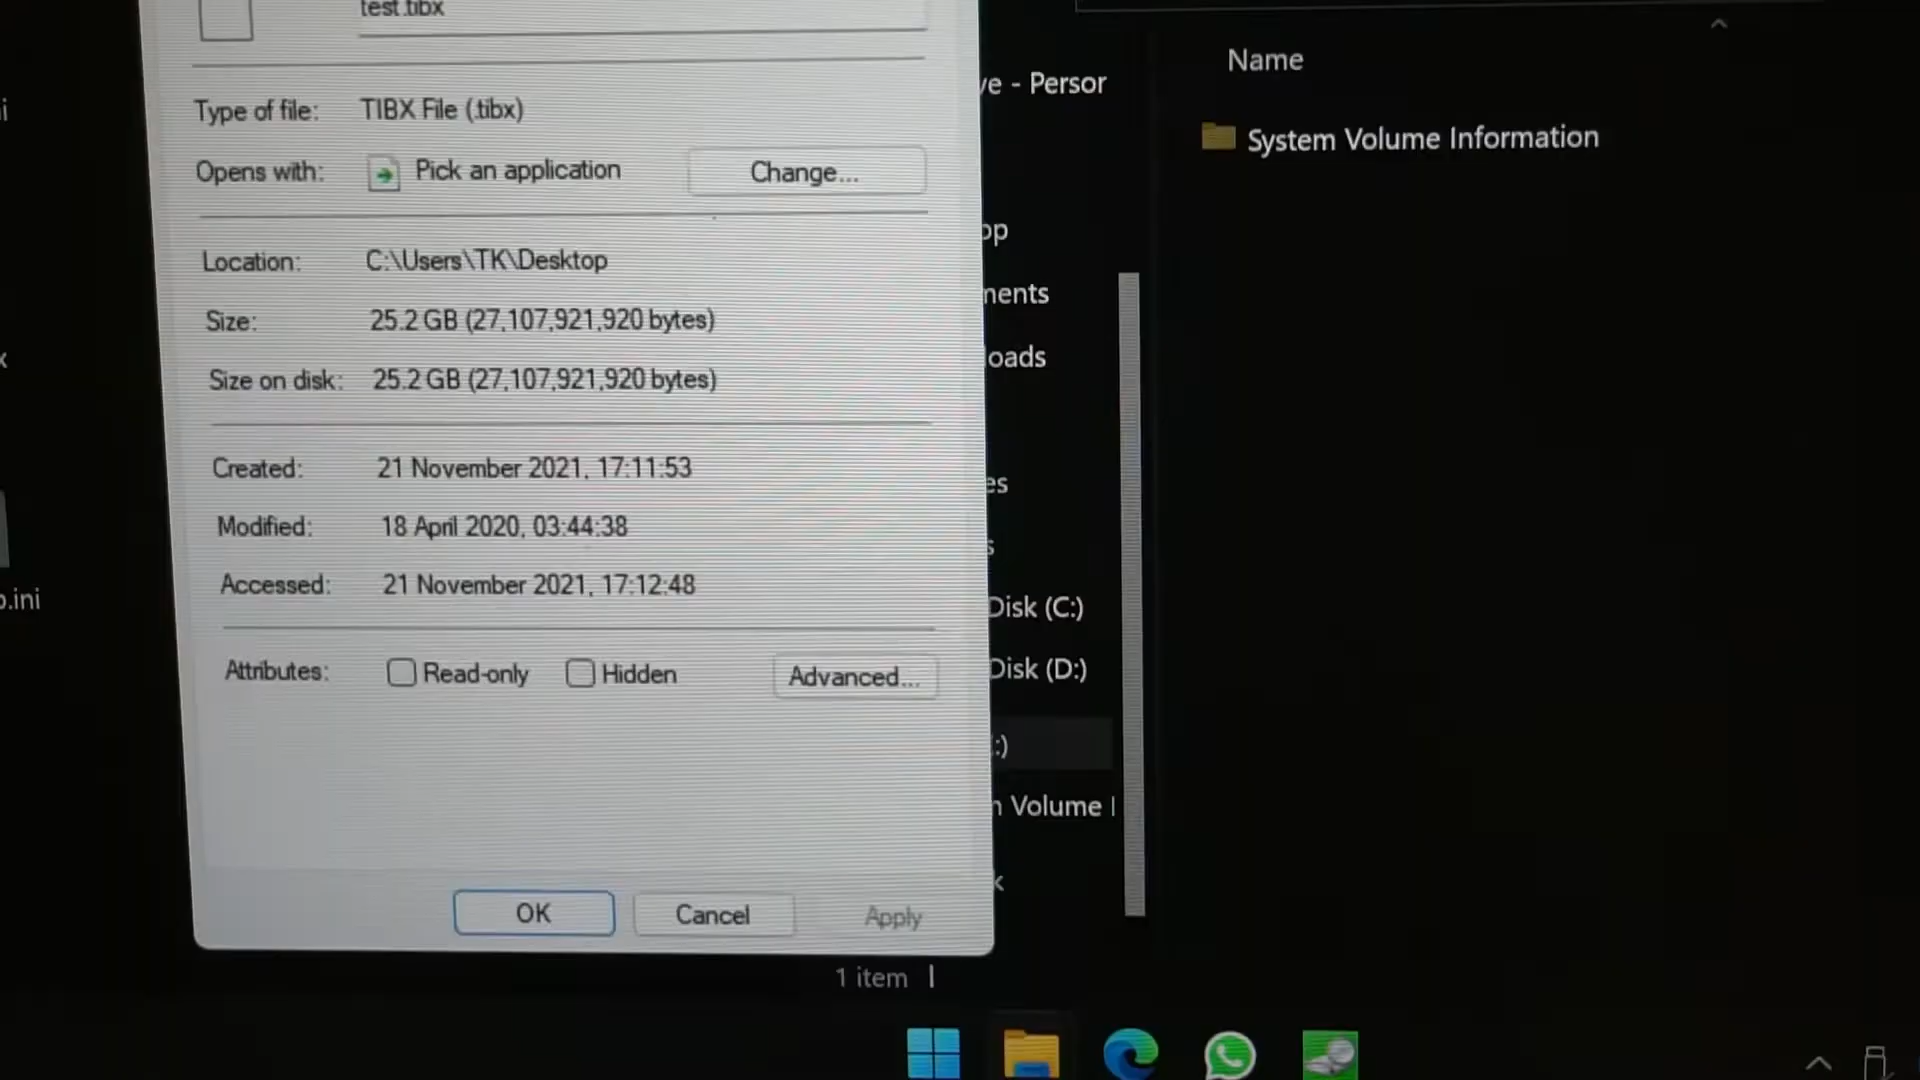 test.tibx
Type of file: TIBX File (.tibx)
Opens with: Pick an application Change...
Location: C:\Users\TK\Desktop
Size: 25.2 GB (27,107,921,920 bytes)
Size on disk: 25.2 GB (27,107,921,920 bytes)
Created: 21 November 2021, 17:11:53
Modified: 18 April 2020, 03:44:38
Accessed: 21 November 2021, 17:12:48
Attributes: Read-only Hidden Advanced...
OK Cancel Apply
ve - Persor
op
ments
loads
es
s
Disk (C:)
Disk (D:)
:)
n Volume I
k
Name
System Volume Information
1 item
i
x
o.ini